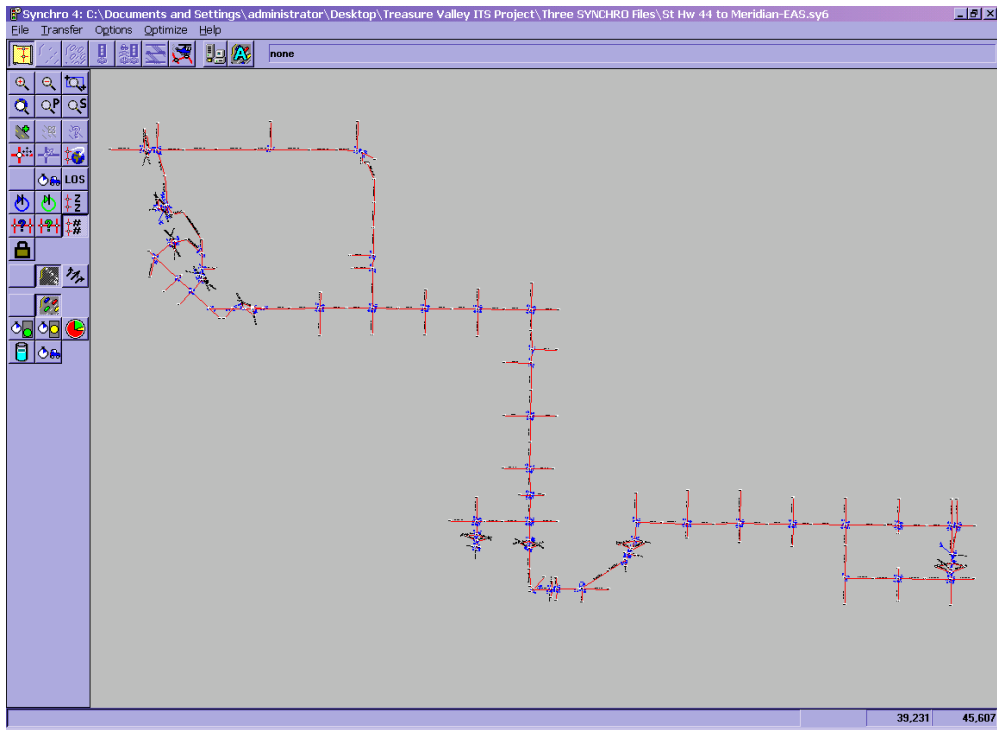 Synchro 4: C:\Documents and Settings\administrator\Desktop\Treasure Valley ITS Project\Three SYNCHRO Files\St Hw 44 to Meridian-EAS.sy6
File Transfer Options Optimize Help
none
P S
LOS
Z
Z
? ? ##
39,231 45,607